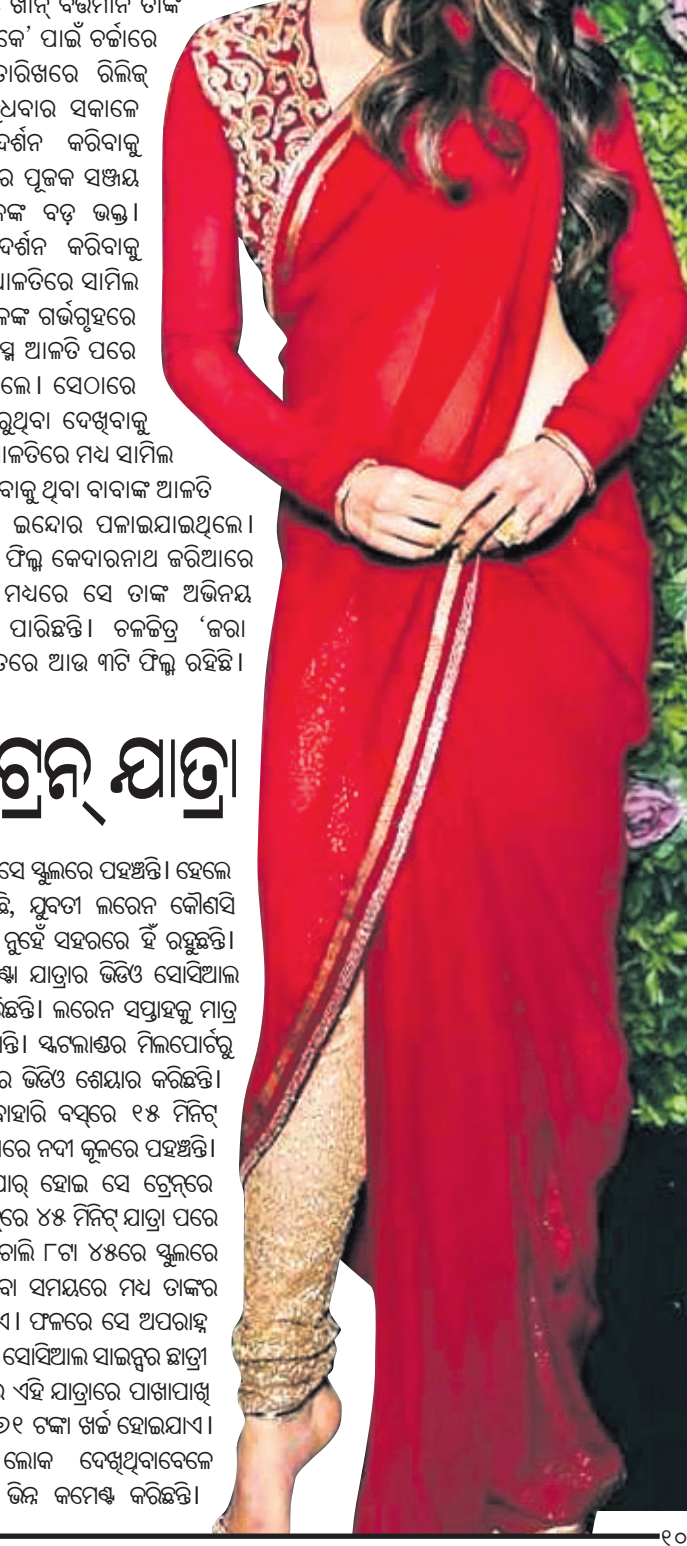 ଖାନ୍ ବର୍ତ୍ତମାନ ତାଙ୍କ
କେ’ ପାଇଁ ଚର୍ଚ୍ଚାରେ
ତାରିଖରେ ରିଲିଜ୍
ବୁଧବାର ସକାଳେ
ଦର୍ଶନ କରିବାକୁ
ର ପୂଜକ ସଞ୍ଜୟ
ନଙ୍କ ବଡ଼ ଭକ୍ତ।
ଦର୍ଶନ କରିବାକୁ
ଆଳତିରେ ସାମିଲ
ଳଙ୍କ ଗର୍ଭଗୃହରେ
ସ୍ମ ଆଳତି ପରେ
ଲେ। ସେଠାରେ
ରୁଥିବା ଦେଖିବାକୁ
ଆଳତିରେ ମଧ୍ୟ ସାମିଲ
ବାକୁ ଥିବା ବାବାଙ୍କ ଆଳତି
ଇନ୍ଦୋର ପଳାଇଯାଇଥିଲେ।
ଫିଲ୍ମ କେଦାରନାଥ ଜରିଆରେ
ମଧ୍ୟରେ ସେ ତାଙ୍କ ଅଭିନୟ
ପାରିଛନ୍ତି। ଚଳଚ୍ଚିତ୍ର ‘ଜରା
ତରେ ଆଉ ୩ଟି ଫିଲ୍ମ ରହିଛି।
ଟ୍ରେନ୍ ଯାତ୍ରା
ସେ ସ୍କୁଲରେ ପହଞ୍ଚନ୍ତି। ହେଲେ
ଛି, ଯୁବତୀ ଲରେନ କୌଣସି
ନୁହେଁ ସହରରେ ହିଁ ରହୁଛନ୍ତି।
ଣ୍ଟା ଯାତ୍ରାର ଭିଡିଓ ସୋସିଆଲ
ରିଛନ୍ତି। ଲରେନ ସପ୍ତାହକୁ ମାତ୍ର
ନ୍ତି। ସ୍କଟଲାଣ୍ଡର ମିଲପୋର୍ଟରୁ
ର ଭିଡିଓ ଶେୟାର କରିଛନ୍ତି।
ବାହାରି ବସ୍‌ରେ ୧୫ ମିନିଟ୍
ରେ ନଦୀ କୂଳରେ ପହଞ୍ଚନ୍ତି।
ପାର୍ ହୋଇ ସେ ଟ୍ରେନ୍‌ରେ
ରେ ୪୫ ମିନିଟ୍ ଯାତ୍ରା ପରେ
ଚାଲି ୮ଟା ୪୫ରେ ସ୍କୁଲରେ
ବା ସମୟରେ ମଧ୍ୟ ତାଙ୍କର
ଏ। ଫଳରେ ସେ ଅପରାହ୍ନ
ସୋସିଆଲ ସାଇନ୍ସର ଛାତ୍ରୀ
ଏହି ଯାତ୍ରାରେ ପାଖାପାଖି
୭୧ ଟଙ୍କା ଖର୍ଚ୍ଚ ହୋଇଯାଏ।
ଲୋକ ଦେଖିଥିବାବେଳେ
ଭିନ୍ନ କମେଣ୍ଟ କରିଛନ୍ତି।
୧୦